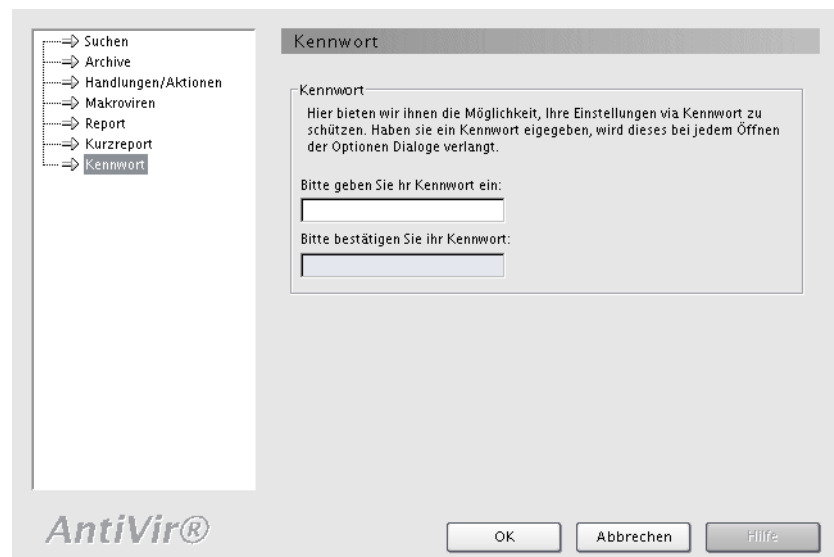 Suchen
Archive
Handlungen/Aktionen
Makroviren
Report
Kurzreport
Kennwort
Kennwort
Kennwort
Hier bieten wir ihnen die Möglichkeit, Ihre Einstellungen via Kennwort zu
schützen. Haben sie ein Kennwort eigegeben, wird dieses bei jedem Öffnen
der Optionen Dialoge verlangt.
Bitte geben Sie hr Kennwort ein:
Bitte bestätigen Sie ihr Kennwort:
AntiVir®
OK
Abbrechen
Hilfe